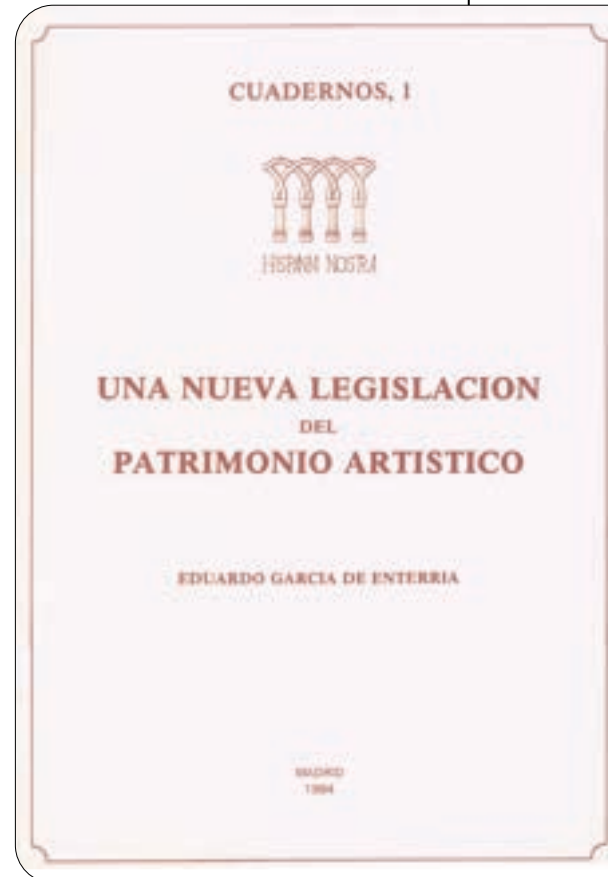 CUADERNOS, 1
HISPANIA NOSTRA
UNA NUEVA LEGISLACION
DEL
PATRIMONIO ARTISTICO
EDUARDO GARCIA DE ENTERRIA
MADRID
1984